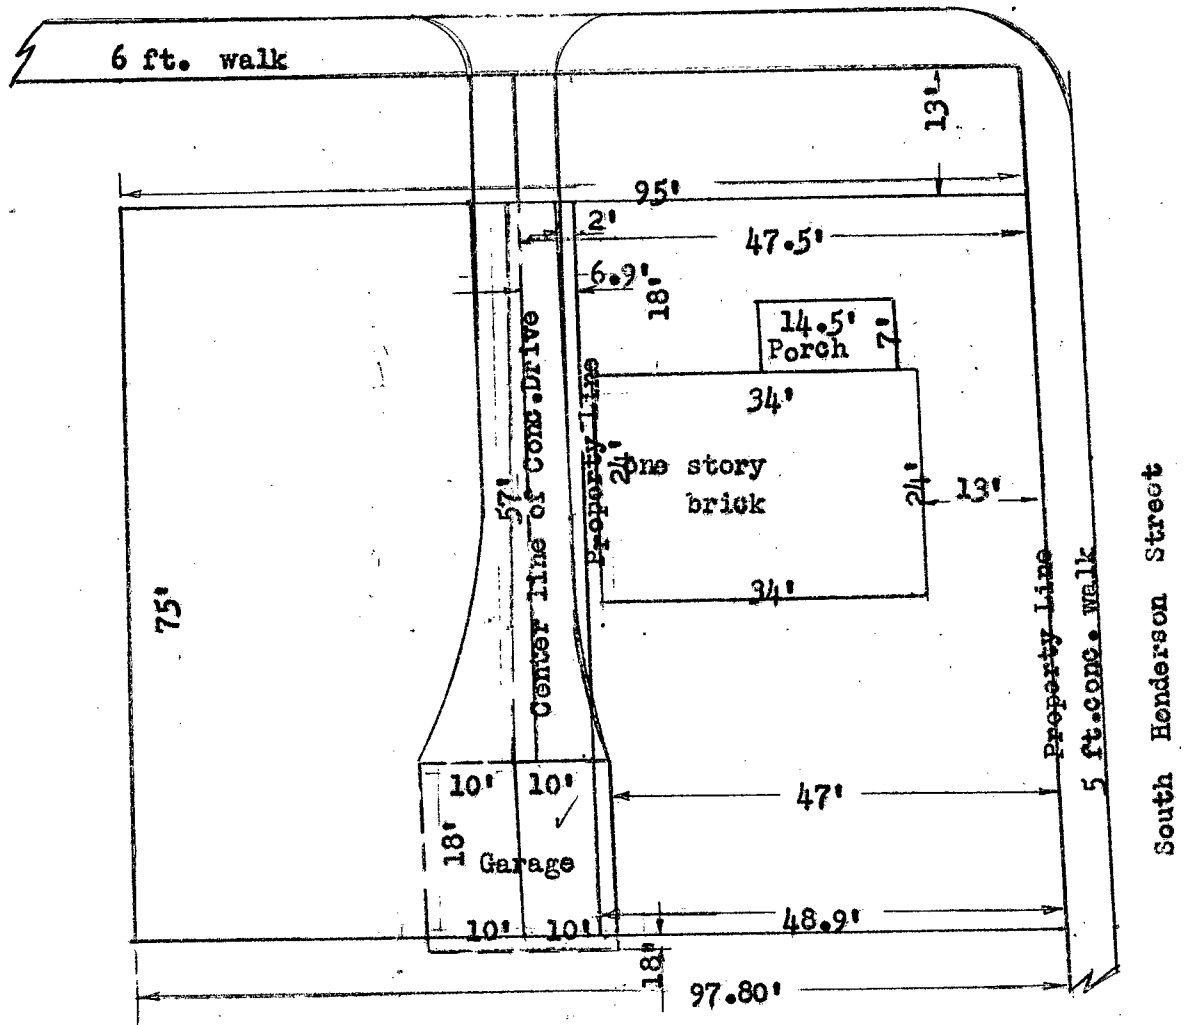 6 ft. walk
13'
95'
2'
47.5'
6.9'
18'
14.5'
Porch
7'
34'
24'
One story
brick
24'
13'
34'
57'
Center line of Conc.Drive
Property Line
75'
Property Line
5 ft.conc. walk
South Henderson Street
10' 10'
47'
18'
Garage
10' 10'
48.9'
18'
97.80'